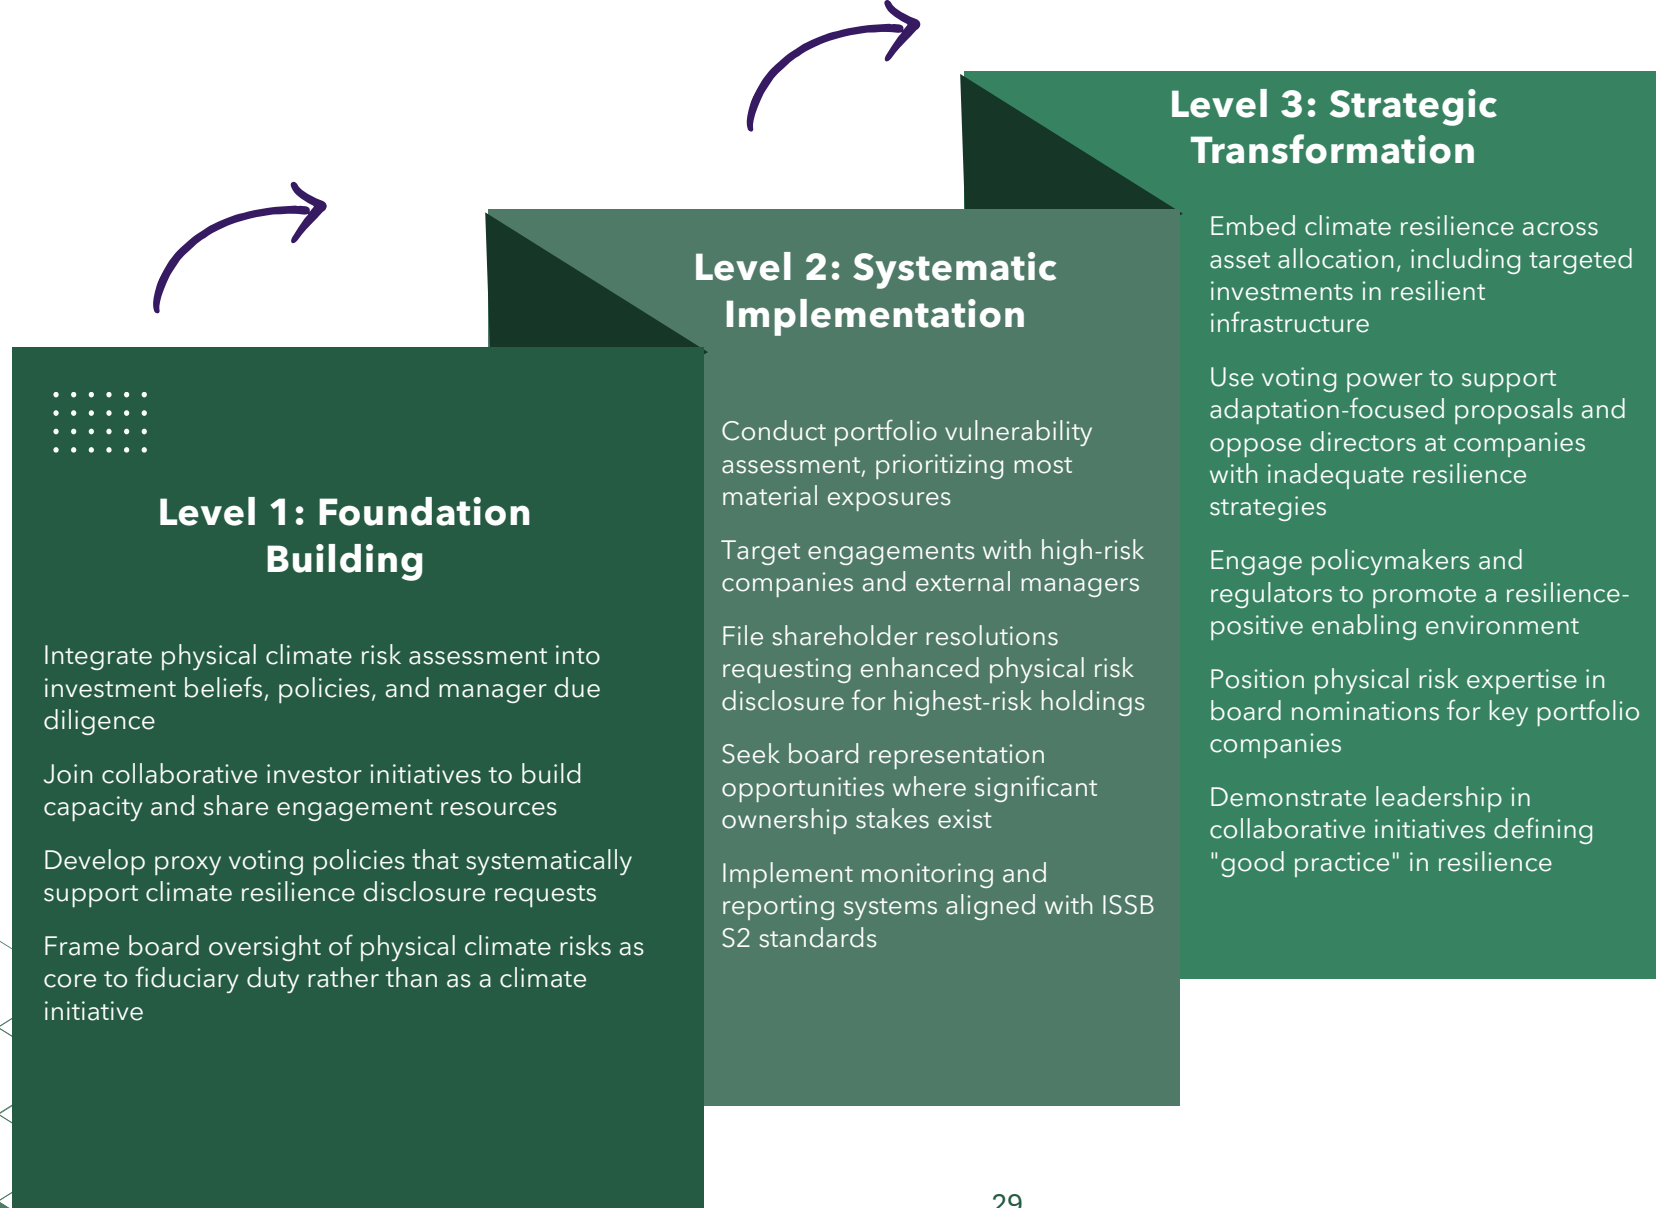 Level 1: Foundation
Building
Integrate physical climate risk assessment into
investment beliefs, policies, and manager due
diligence
Join collaborative investor initiatives to build
capacity and share engagement resources
Develop proxy voting policies that systematically
support climate resilience disclosure requests
Frame board oversight of physical climate risks as
core to fiduciary duty rather than as a climate
initiative
Level 2: Systematic
Implementation
Conduct portfolio vulnerability
assessment, prioritizing most
material exposures
Target engagements with high-risk
companies and external managers
File shareholder resolutions
requesting enhanced physical risk
disclosure for highest-risk holdings
Seek board representation
opportunities where significant
ownership stakes exist
Implement monitoring and
reporting systems aligned with ISSB
S2 standards
Level 3: Strategic
Transformation
Embed climate resilience across
asset allocation, including targeted
investments in resilient
infrastructure
Use voting power to support
adaptation-focused proposals and
oppose directors at companies
with inadequate resilience
strategies
Engage policymakers and
regulators to promote a resilience-
positive enabling environment
Position physical risk expertise in
board nominations for key portfolio
companies
Demonstrate leadership in
collaborative initiatives defining
"good practice" in resilience
29